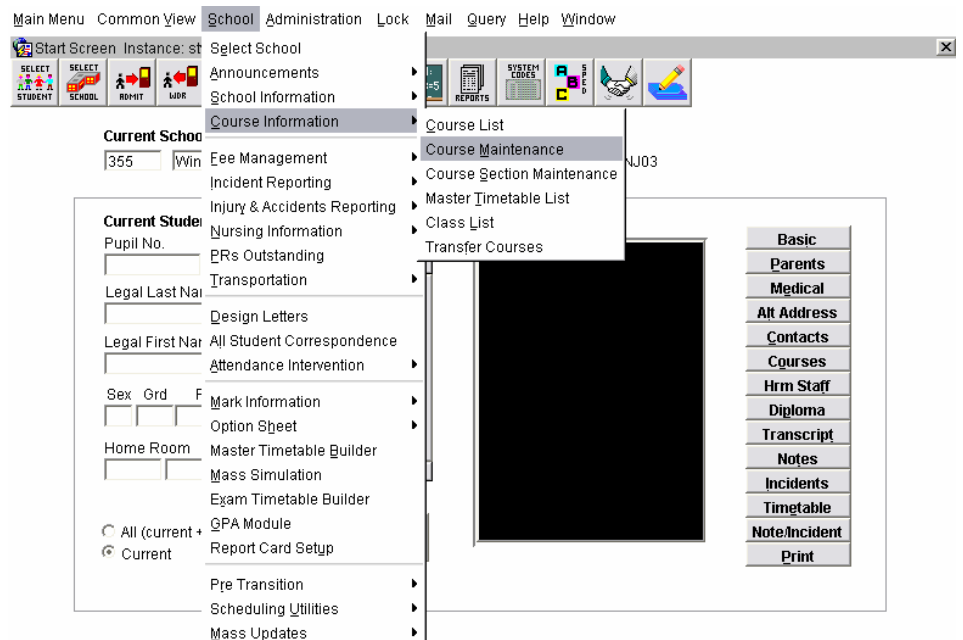 Main Menu Common View School Administration Lock Mail Query Help Window
Start Screen Instance: st
SELECT STUDENT
SELECT SCHOOL
ADMIT
WDR
REPORTS
SYSTEM CODES
A B C
SPED
Select School
Announcements
School Information
Course Information
Fee Management
Incident Reporting
Injury & Accidents Reporting
Nursing Information
PRs Outstanding
Transportation
Design Letters
All Student Correspondence
Attendance Intervention
Mark Information
Option Sheet
Master Timetable Builder
Mass Simulation
Exam Timetable Builder
GPA Module
Report Card Setup
Pre Transition
Scheduling Utilities
Mass Updates
Course List
Course Maintenance
Course Section Maintenance
Master Timetable List
Class List
Transfer Courses
Current Schoo
355 Win
NJ03
Current Stude
Pupil No.
Legal Last Nar
Legal First Nar
Sex Grd
Home Room
All (current +
Current
Basic
Parents
Medical
Alt Address
Contacts
Courses
Hrm Staff
Diploma
Transcript
Notes
Incidents
Timetable
Note/Incident
Print